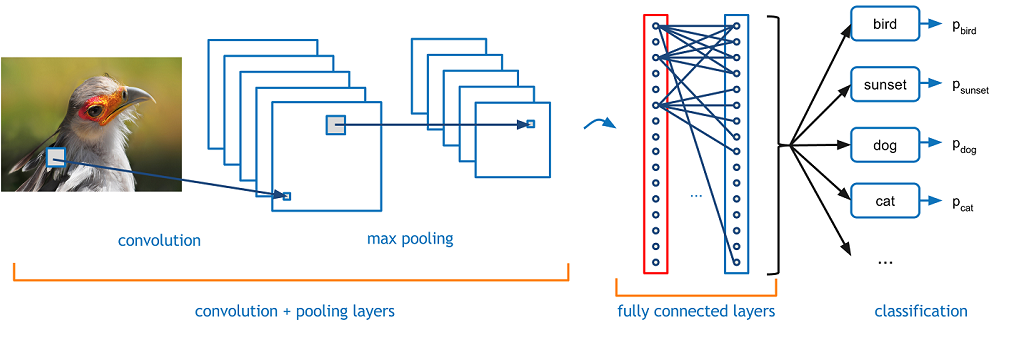 bird
p_bird
sunset
p_sunset
dog
p_dog
cat
p_cat
...
...
convolution
max pooling
convolution + pooling layers
fully connected layers
classification